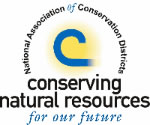 National Association of Conservation Districts
conserving
natural resources
for our future